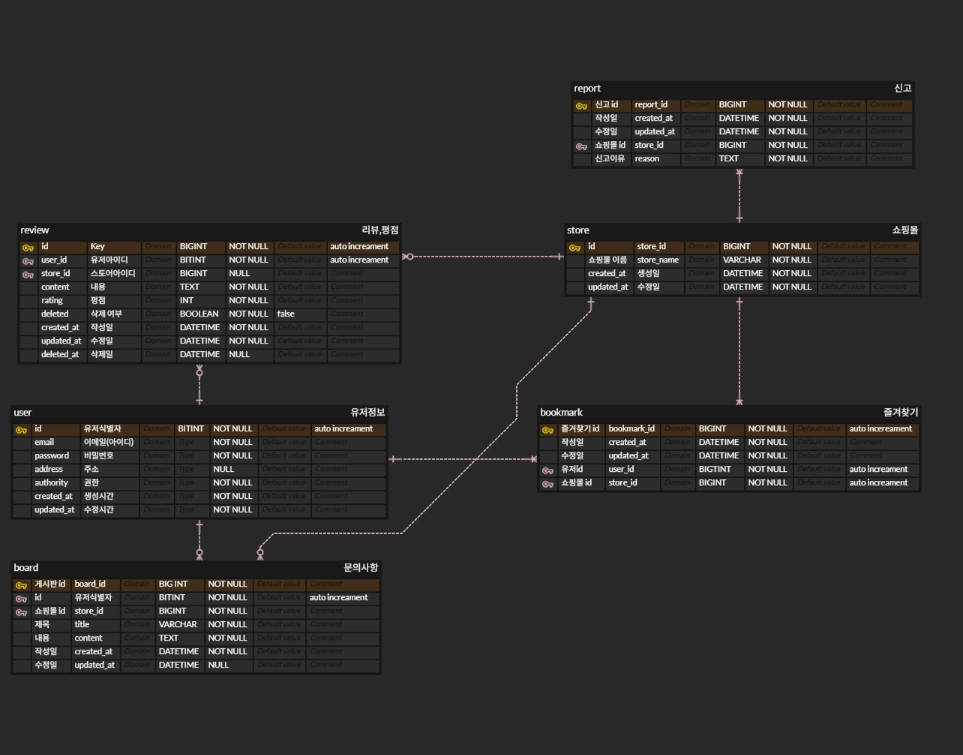 report 신고
신고 id report_id Domain BIGINT NOT NULL Default value Comment
작성일 created_at Domain DATETIME NOT NULL Default value Comment
수정일 updated_at Domain DATETIME NOT NULL Default value Comment
쇼핑몰 id store_id Domain BIGINT NOT NULL Default value Comment
신고이유 reason Domain TEXT NOT NULL Default value Comment
review 리뷰,평점
id Key Domain BIGINT NOT NULL Default value auto increament
user_id 유저아이디 Domain BITINT NOT NULL Default value auto increament
store_id 스토어아이디 Domain BIGINT NULL Default value Comment
content 내용 Domain TEXT NOT NULL Default value Comment
rating 평점 Domain INT NOT NULL Default value Comment
deleted 삭제 여부 Domain BOOLEAN NOT NULL false Comment
created_at 작성일 Domain DATETIME NOT NULL Default value Comment
updated_at 수정일 Domain DATETIME NOT NULL Default value Comment
deleted_at 삭제일 Domain DATETIME NULL Default value Comment
store 쇼핑몰
id store_id Domain BIGINT NOT NULL Default value Comment
쇼핑몰 이름 store_name Domain VARCHAR NOT NULL Default value Comment
created_at 생성일 Domain DATETIME NOT NULL Default value Comment
updated_at 수정일 Domain DATETIME NOT NULL Default value Comment
user 유저정보
id 유저식별자 Domain BITINT NOT NULL Default value auto increament
email 이메일(아이디) Domain Type NOT NULL Default value Comment
password 비밀번호 Domain Type NOT NULL Default value Comment
address 주소 Domain Type NULL Default value Comment
authority 권한 Domain Type NOT NULL Default value Comment
created_at 생성시간 Domain Type NOT NULL Default value Comment
updated_at 수정시간 Domain Type NOT NULL Default value Comment
bookmark 즐겨찾기
즐겨찾기 id bookmark_id Domain BIGINT NOT NULL Default value auto increament
작성일 created_at Domain DATETIME NOT NULL Default value Comment
수정일 updated_at Domain DATETIME NOT NULL Default value Comment
유저id user_id Domain BIGTINT NOT NULL Default value auto increament
쇼핑몰 id store_id Domain BIGINT NOT NULL Default value auto increament
board 문의사항
게시판 id board_id Domain BIG INT NOT NULL Default value Comment
id 유저식별자 Domain BITINT NOT NULL Default value auto increament
쇼핑몰 id store_id Domain BIGINT NOT NULL Default value Comment
제목 title Domain VARCHAR NOT NULL Default value Comment
내용 content Domain TEXT NOT NULL Default value Comment
작성일 created_at Domain DATETIME NOT NULL Default value Comment
수정일 updated_at Domain DATETIME NULL Default value Comment